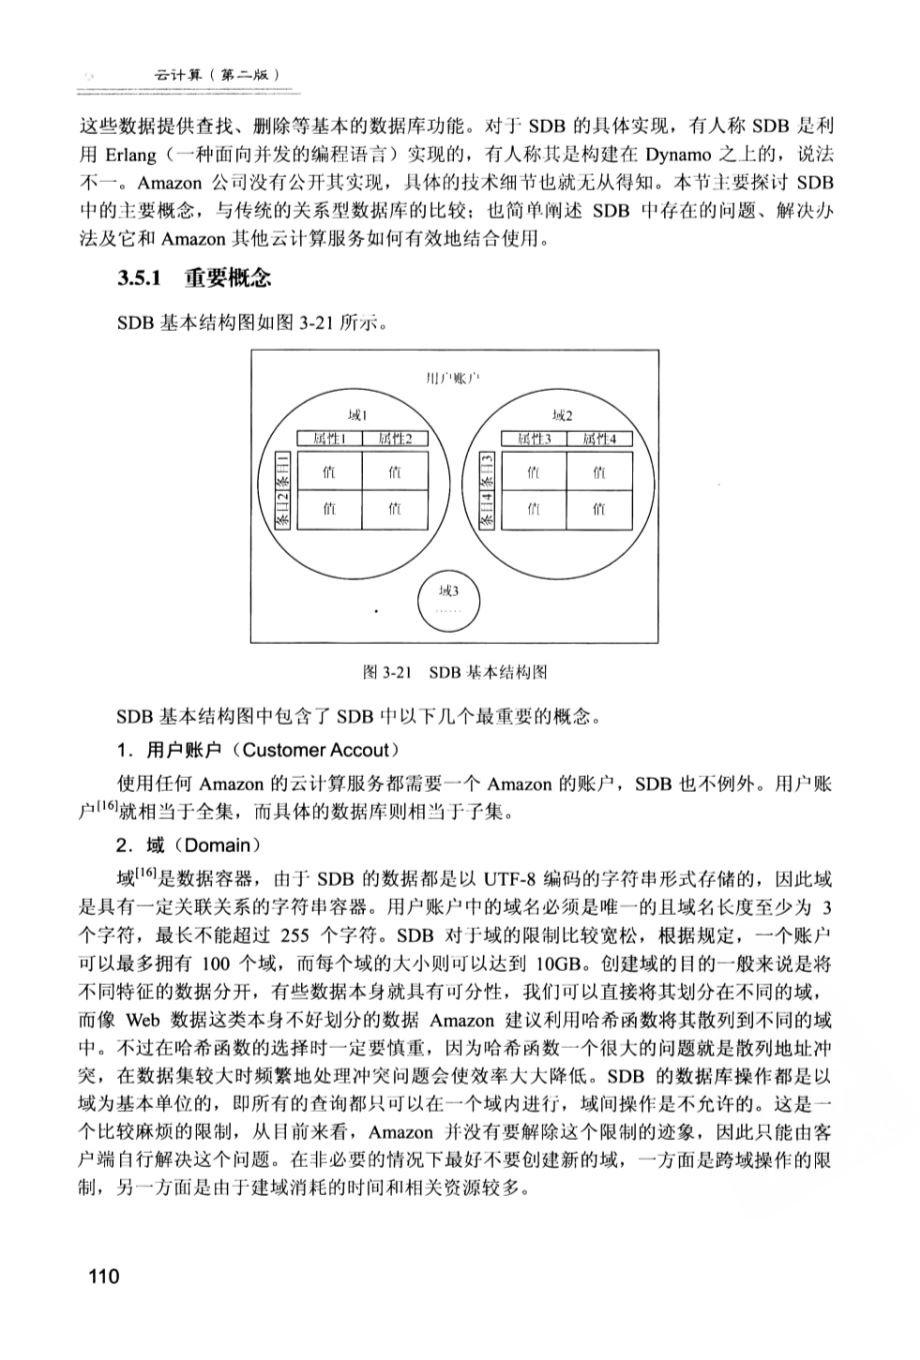 云计算（第二版）
这些数据提供查找、删除等基本的数据库功能。对于 SDB 的具体实现，有人称 SDB 是利
用 Erlang（一种面向并发的编程语言）实现的，有人称其是构建在 Dynamo 之上的，说法
不一。Amazon 公司没有公开其实现，具体的技术细节也就无从得知。本节主要探讨 SDB
中的主要概念，与传统的关系型数据库的比较；也简单阐述 SDB 中存在的问题、解决办
法及它和 Amazon 其他云计算服务如何有效地结合使用。
3.5.1 重要概念
SDB 基本结构图如图 3-21 所示。
用户账户
域1
属性1 属性2
条目1 值 值
条目2 值 值
域2
属性3 属性4
条目3 值 值
条目4 值 值
域3
……
图 3-21 SDB 基本结构图
SDB 基本结构图中包含了 SDB 中以下几个最重要的概念。
1．用户账户（Customer Accout）
使用任何 Amazon 的云计算服务都需要一个 Amazon 的账户，SDB 也不例外。用户账
户[16]就相当于全集，而具体的数据库则相当于子集。
2．域（Domain）
域[16]是数据容器，由于 SDB 的数据都是以 UTF-8 编码的字符串形式存储的，因此域
是具有一定关联关系的字符串容器。用户账户中的域名必须是唯一的且域名长度至少为 3
个字符，最长不能超过 255 个字符。SDB 对于域的限制比较宽松，根据规定，一个账户
可以最多拥有 100 个域，而每个域的大小则可以达到 10GB。创建域的目的一般来说是将
不同特征的数据分开，有些数据本身就具有可分性，我们可以直接将其划分在不同的域，
而像 Web 数据这类本身不好划分的数据 Amazon 建议利用哈希函数将其散列到不同的域
中。不过在哈希函数的选择时一定要慎重，因为哈希函数一个很大的问题就是散列地址冲
突，在数据集较大时频繁地处理冲突问题会使效率大大降低。SDB 的数据库操作都是以
域为基本单位的，即所有的查询都只可以在一个域内进行，域间操作是不允许的。这是一
个比较麻烦的限制，从目前来看，Amazon 并没有要解除这个限制的迹象，因此只能由客
户端自行解决这个问题。在非必要的情况下最好不要创建新的域，一方面是跨域操作的限
制，另一方面是由于建域消耗的时间和相关资源较多。
110